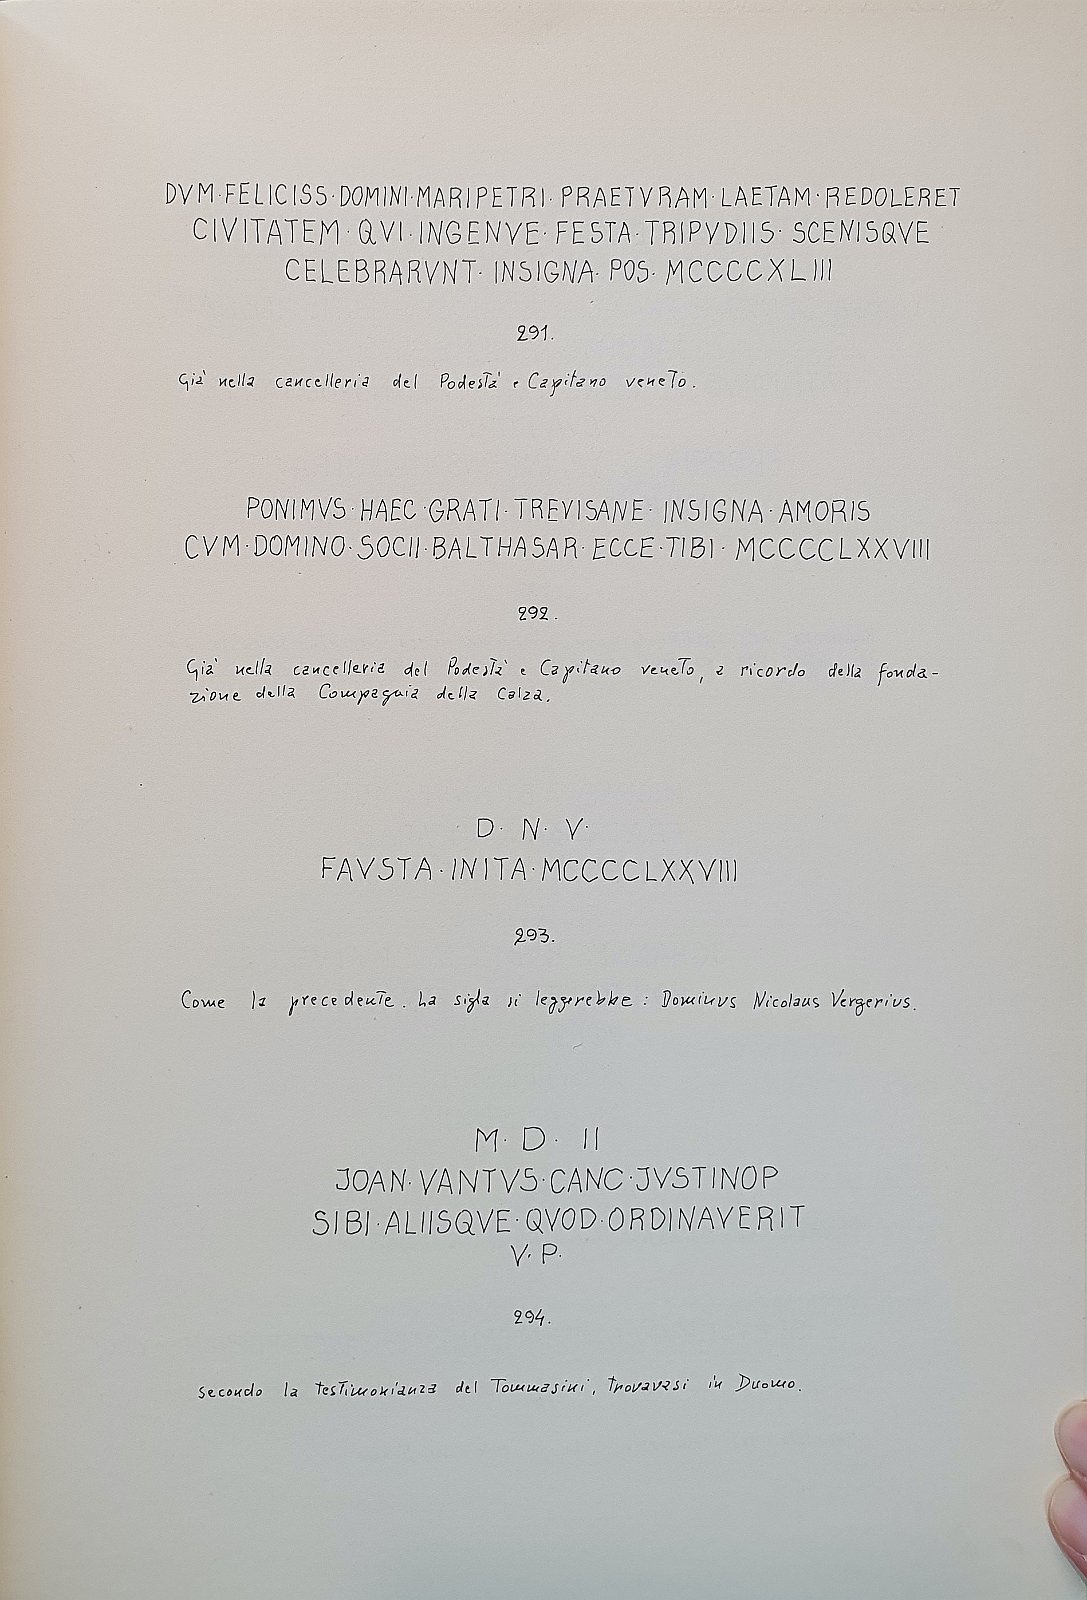 DVM·FELICISS·DOMINI·MARIPETRI·PRAETVRAM·LAETAM·REDOLERET
CIVITATEM·QVI·INGENVE·FESTA·TRIPVDIIS·SCENISQVE
CELEBRARVNT·INSIGNA·POS·MCCCCXLIII
291.
Già nella cancelleria del Podestà e Capitano veneto.
PONIMVS·HAEC·GRATI·TREVISANE·INSIGNA·AMORIS
CVM·DOMINO·SOCII·BALTHASAR·ECCE·TIBI·MCCCCLXXVIII
292.
Già nella cancelleria del Podestà e Capitano veneto, a ricordo della fonda-
zione della Compagnia della Calza.
D·N·V·
FAVSTA·INITA·MCCCCLXXVIII
293.
Come la precedente. La sigla si leggerebbe: Dominus Nicolaus Vergerius.
M·D·II
JOAN·VANTVS·CANC·JVSTINOP
SIBI·ALIISQVE·QVOD·ORDINAVERIT
V·P·
294.
Secondo la testimonianza del Tommasini, trovavasi in Duomo.